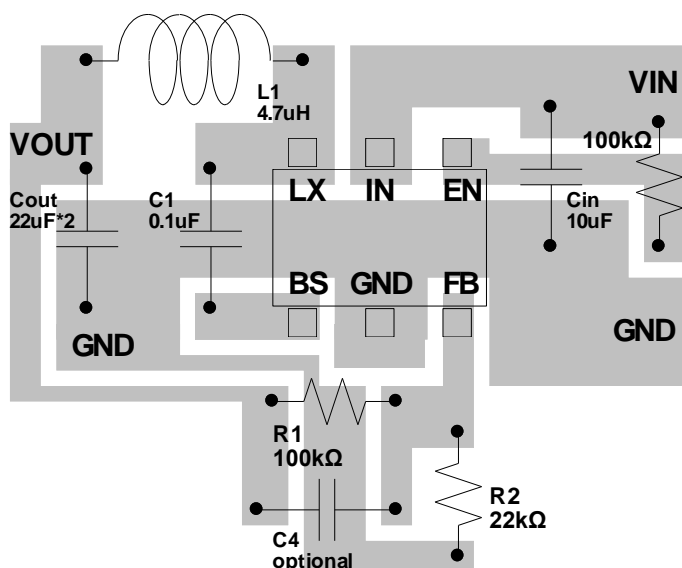 L1
4.7uH
VIN
VOUT
100kΩ
Cout
22uF*2
C1
0.1uF
LX IN EN
Cin
10uF
BS GND FB
GND
GND
R1
100kΩ
R2
22kΩ
C4
optional